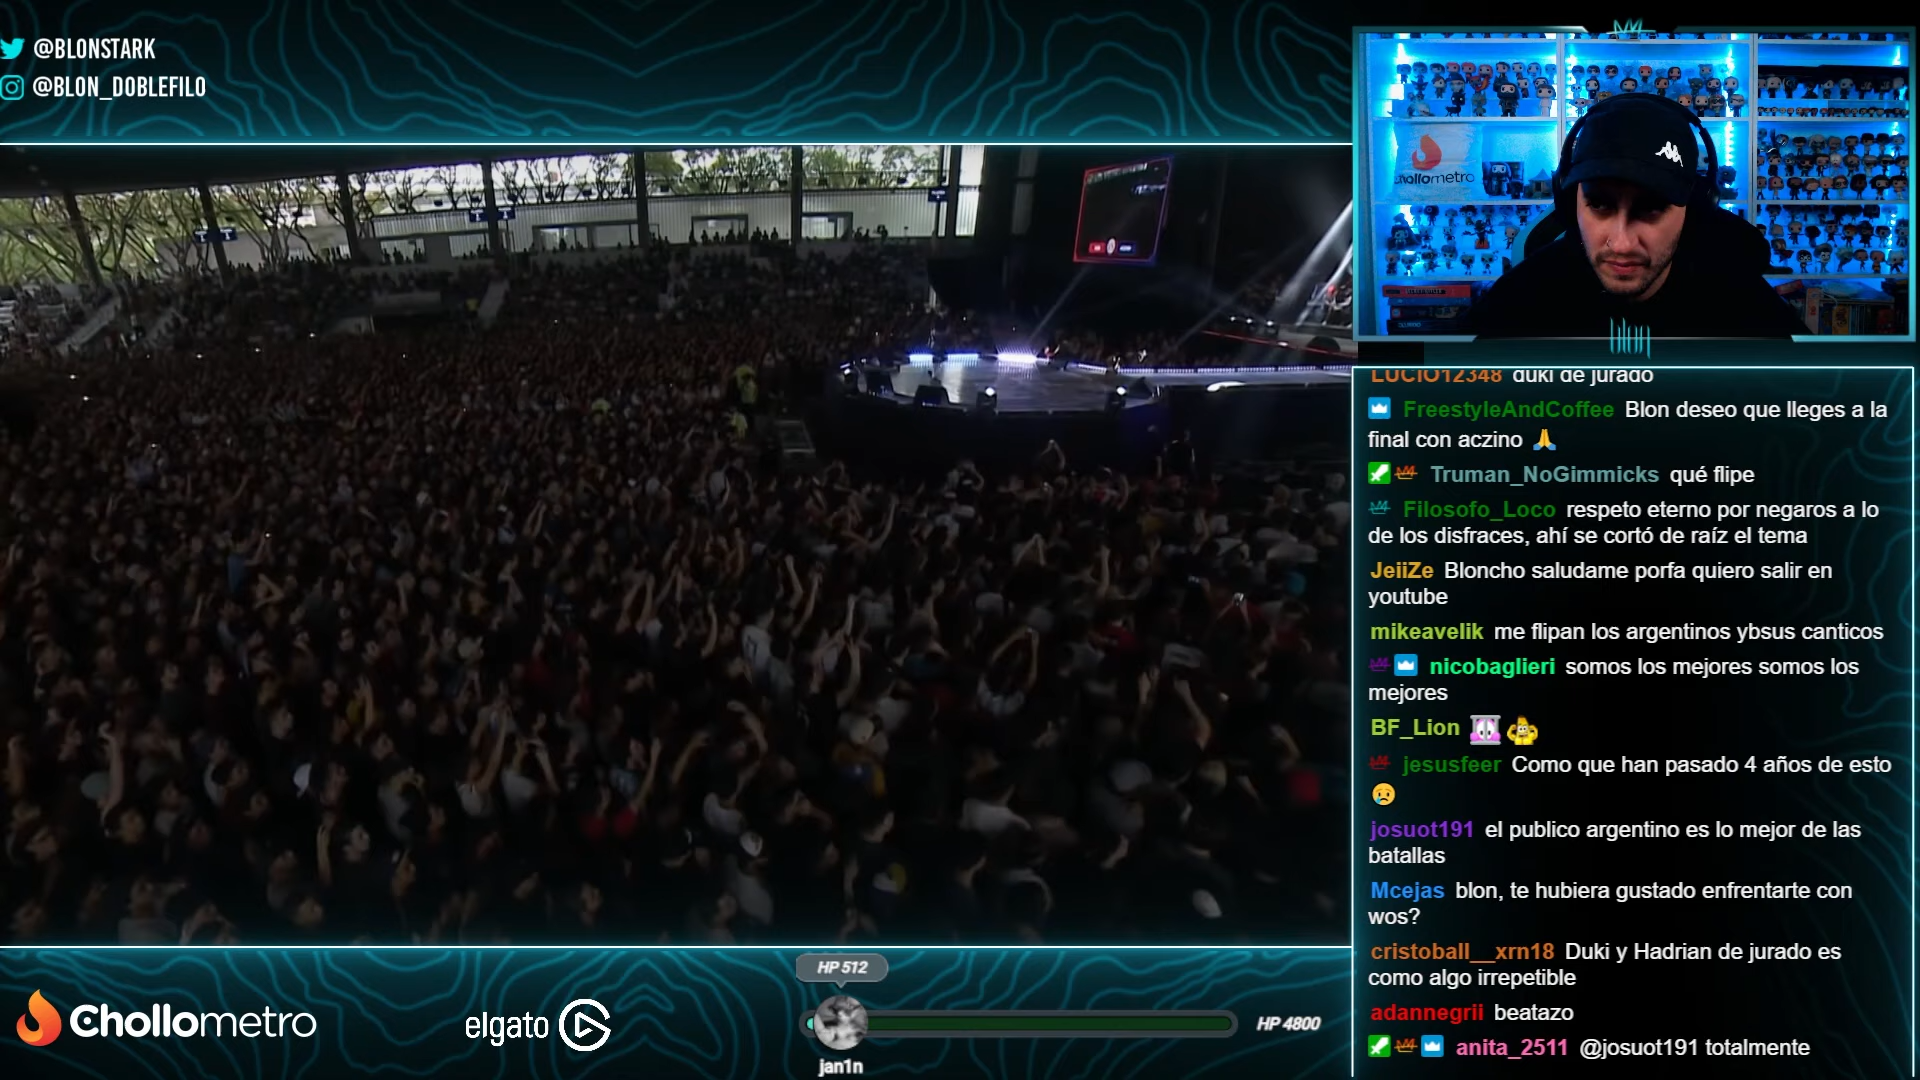 @BLONSTARK
@BLON_DOBLEFILO
chollometro
LUCIO12348 duki de jurado
FreestyleAndCoffee Blon deseo que lleges a la
final con aczino 🙏
Truman_NoGimmicks qué flipe
Filosofo_Loco respeto eterno por negaros a lo
de los disfraces, ahí se cortó de raíz el tema
JeiiZe Bloncho saludame porfa quiero salir en
youtube
mikeavelik me flipan los argentinos ybsus canticos
nicobaglieri somos los mejores somos los
mejores
BF_Lion
jesusfeer Como que han pasado 4 años de esto
😢
josuot191 el publico argentino es lo mejor de las
batallas
Mcejas blon, te hubiera gustado enfrentarte con
wos?
cristoball__xrn18 Duki y Hadrian de jurado es
como algo irrepetible
adannegrii beatazo
anita_2511 @josuot191 totalmente
Chollometro
elgato
HP 512
HP 4800
jan1n